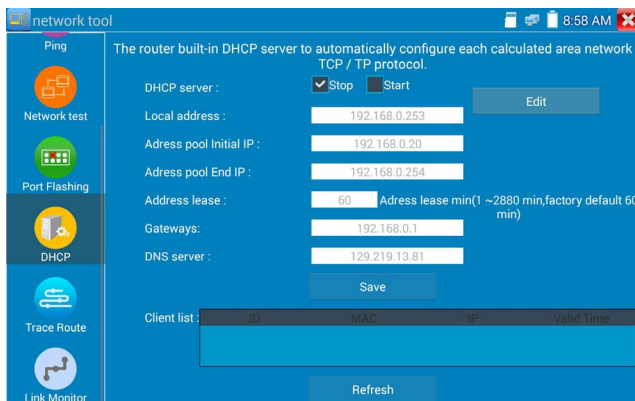 network tool
8:58 AM
Ping
Network test
Port Flashing
DHCP
Trace Route
Link Monitor
The router built-in DHCP server to automatically configure each calculated area network
TCP / TP protocol.
DHCP server :
Stop
Start
Edit
Local address :
192.168.0.253
Adress pool Initial IP :
192.168.0.20
Adress pool End IP :
192.168.0.254
Address lease :
60
Adress lease min(1 ~2880 min,factory default 60
min)
Gateways:
192.168.0.1
DNS server :
129.219.13.81
Save
Client list :
ID
MAC
IP
Valid Time
Refresh